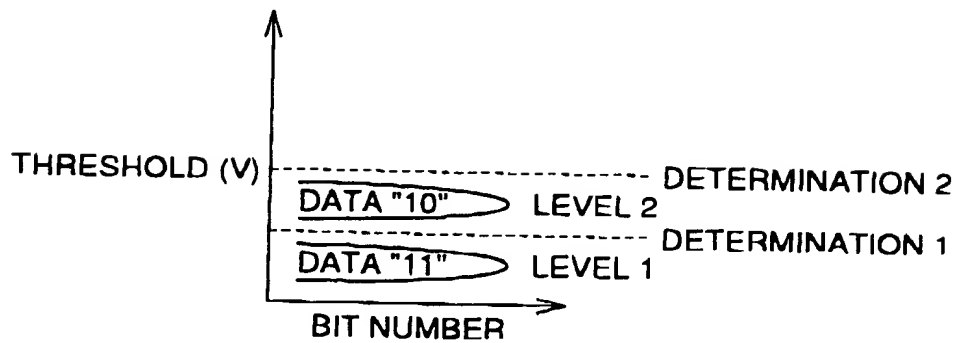 THRESHOLD (V)
DETERMINATION 2
DATA "10"
LEVEL 2
DETERMINATION 1
DATA "11"
LEVEL 1
BIT NUMBER